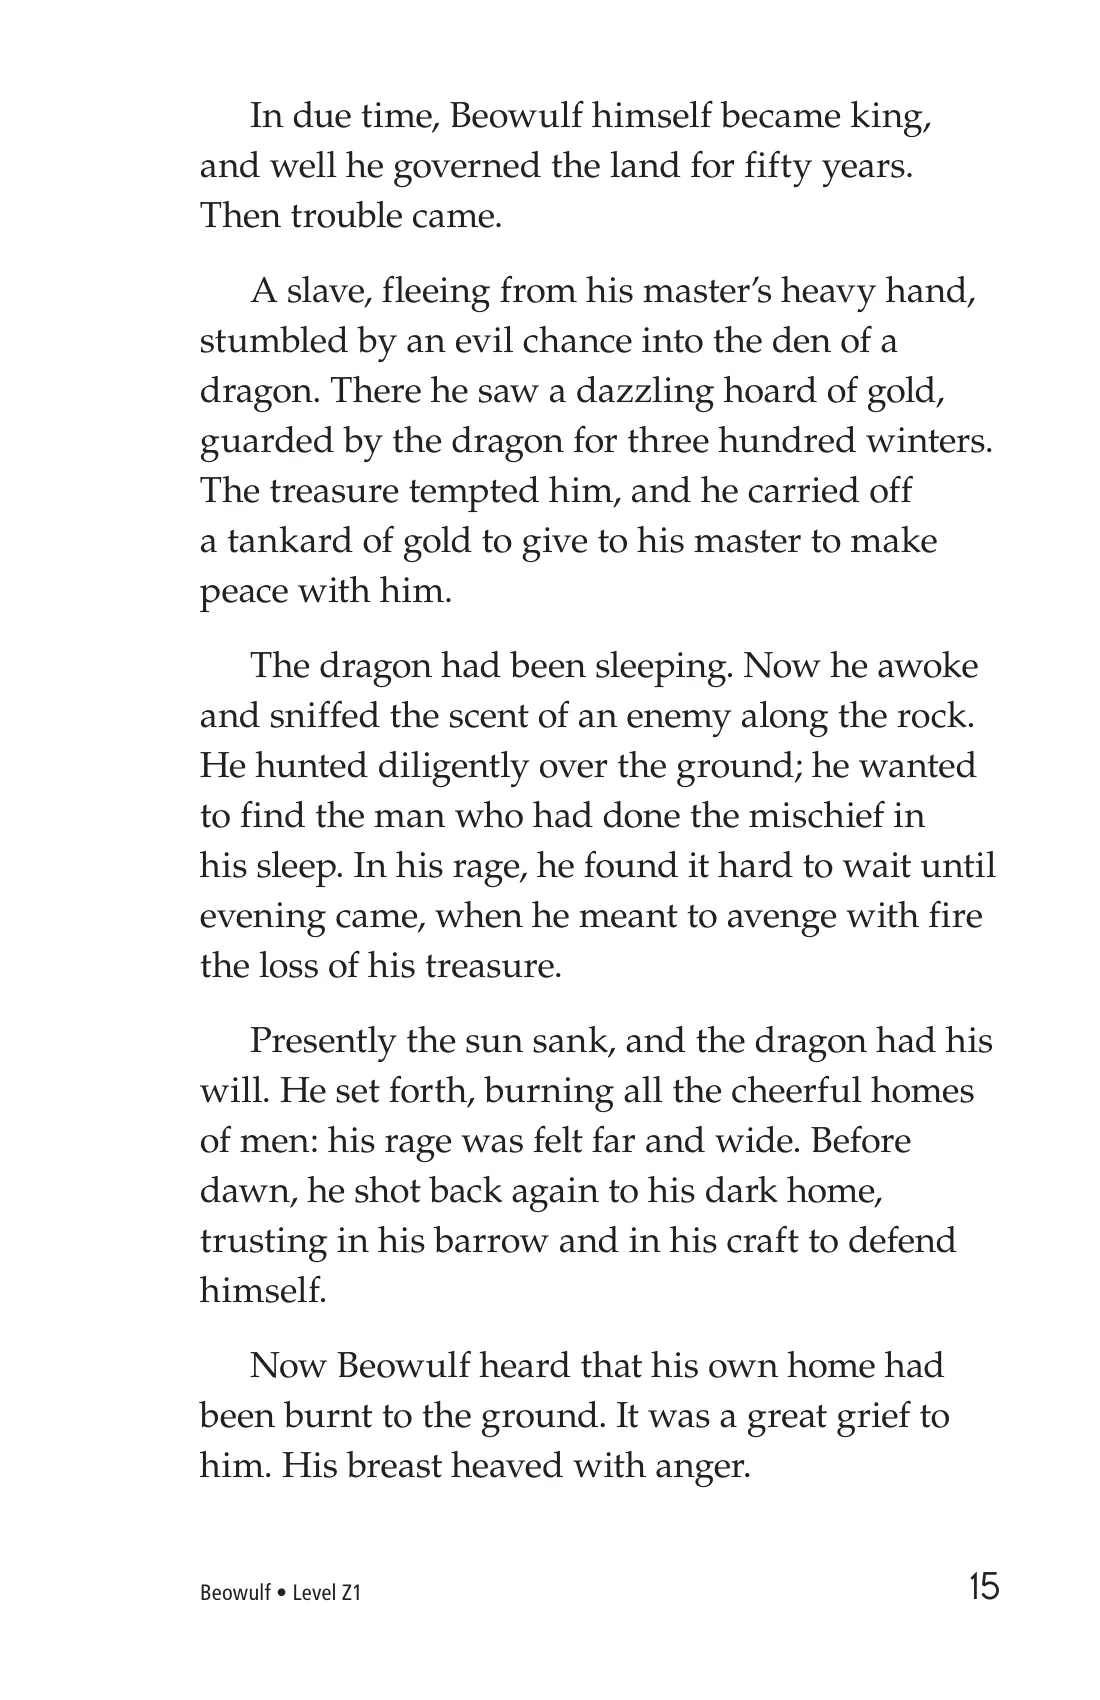 In due time, Beowulf himself became king,
and well he governed the land for fifty years.
Then trouble came.
A slave, fleeing from his master’s heavy hand,
stumbled by an evil chance into the den of a
dragon. There he saw a dazzling hoard of gold,
guarded by the dragon for three hundred winters.
The treasure tempted him, and he carried off
a tankard of gold to give to his master to make
peace with him.
The dragon had been sleeping. Now he awoke
and sniffed the scent of an enemy along the rock.
He hunted diligently over the ground; he wanted
to find the man who had done the mischief in
his sleep. In his rage, he found it hard to wait until
evening came, when he meant to avenge with fire
the loss of his treasure.
Presently the sun sank, and the dragon had his
will. He set forth, burning all the cheerful homes
of men: his rage was felt far and wide. Before
dawn, he shot back again to his dark home,
trusting in his barrow and in his craft to defend
himself.
Now Beowulf heard that his own home had
been burnt to the ground. It was a great grief to
him. His breast heaved with anger.
Beowulf • Level Z1
15